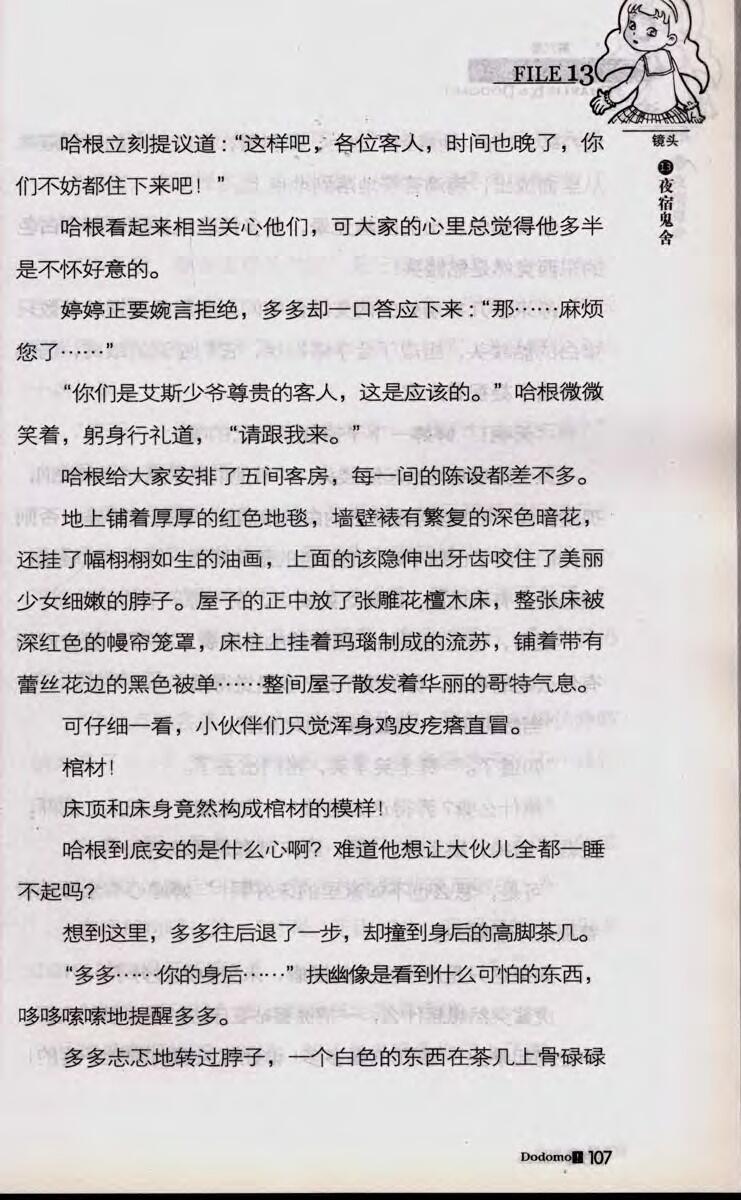 FILE 13
镜头
⓭夜宿鬼舍
哈根立刻提议道：“这样吧，各位客人，时间也晚了，你
们不妨都住下来吧！”
哈根看起来相当关心他们，可大家的心里总觉得他多半
是不怀好意的。
婷婷正要婉言拒绝，多多却一口答应下来：“那……麻烦
您了……”
“你们是艾斯少爷尊贵的客人，这是应该的。”哈根微微
笑着，躬身行礼道，“请跟我来。”
哈根给大家安排了五间客房，每一间的陈设都差不多。
地上铺着厚厚的红色地毯，墙壁裱有繁复的深色暗花，
还挂了幅栩栩如生的油画，上面的该隐伸出牙齿咬住了美丽
少女细嫩的脖子。屋子的正中放了张雕花檀木床，整张床被
深红色的幔帘笼罩，床柱上挂着玛瑙制成的流苏，铺着带有
蕾丝花边的黑色被单……整间屋子散发着华丽的哥特气息。
可仔细一看，小伙伴们只觉浑身鸡皮疙瘩直冒。
棺材！
床顶和床身竟然构成棺材的模样！
哈根到底安的是什么心啊？难道他想让大伙儿全都一睡
不起吗？
想到这里，多多往后退了一步，却撞到身后的高脚茶几。
“多多……你的身后……”扶幽像是看到什么可怕的东西，
哆哆嗦嗦地提醒多多。
多多忐忑地转过脖子，一个白色的东西在茶几上骨碌碌
Dodomo 107